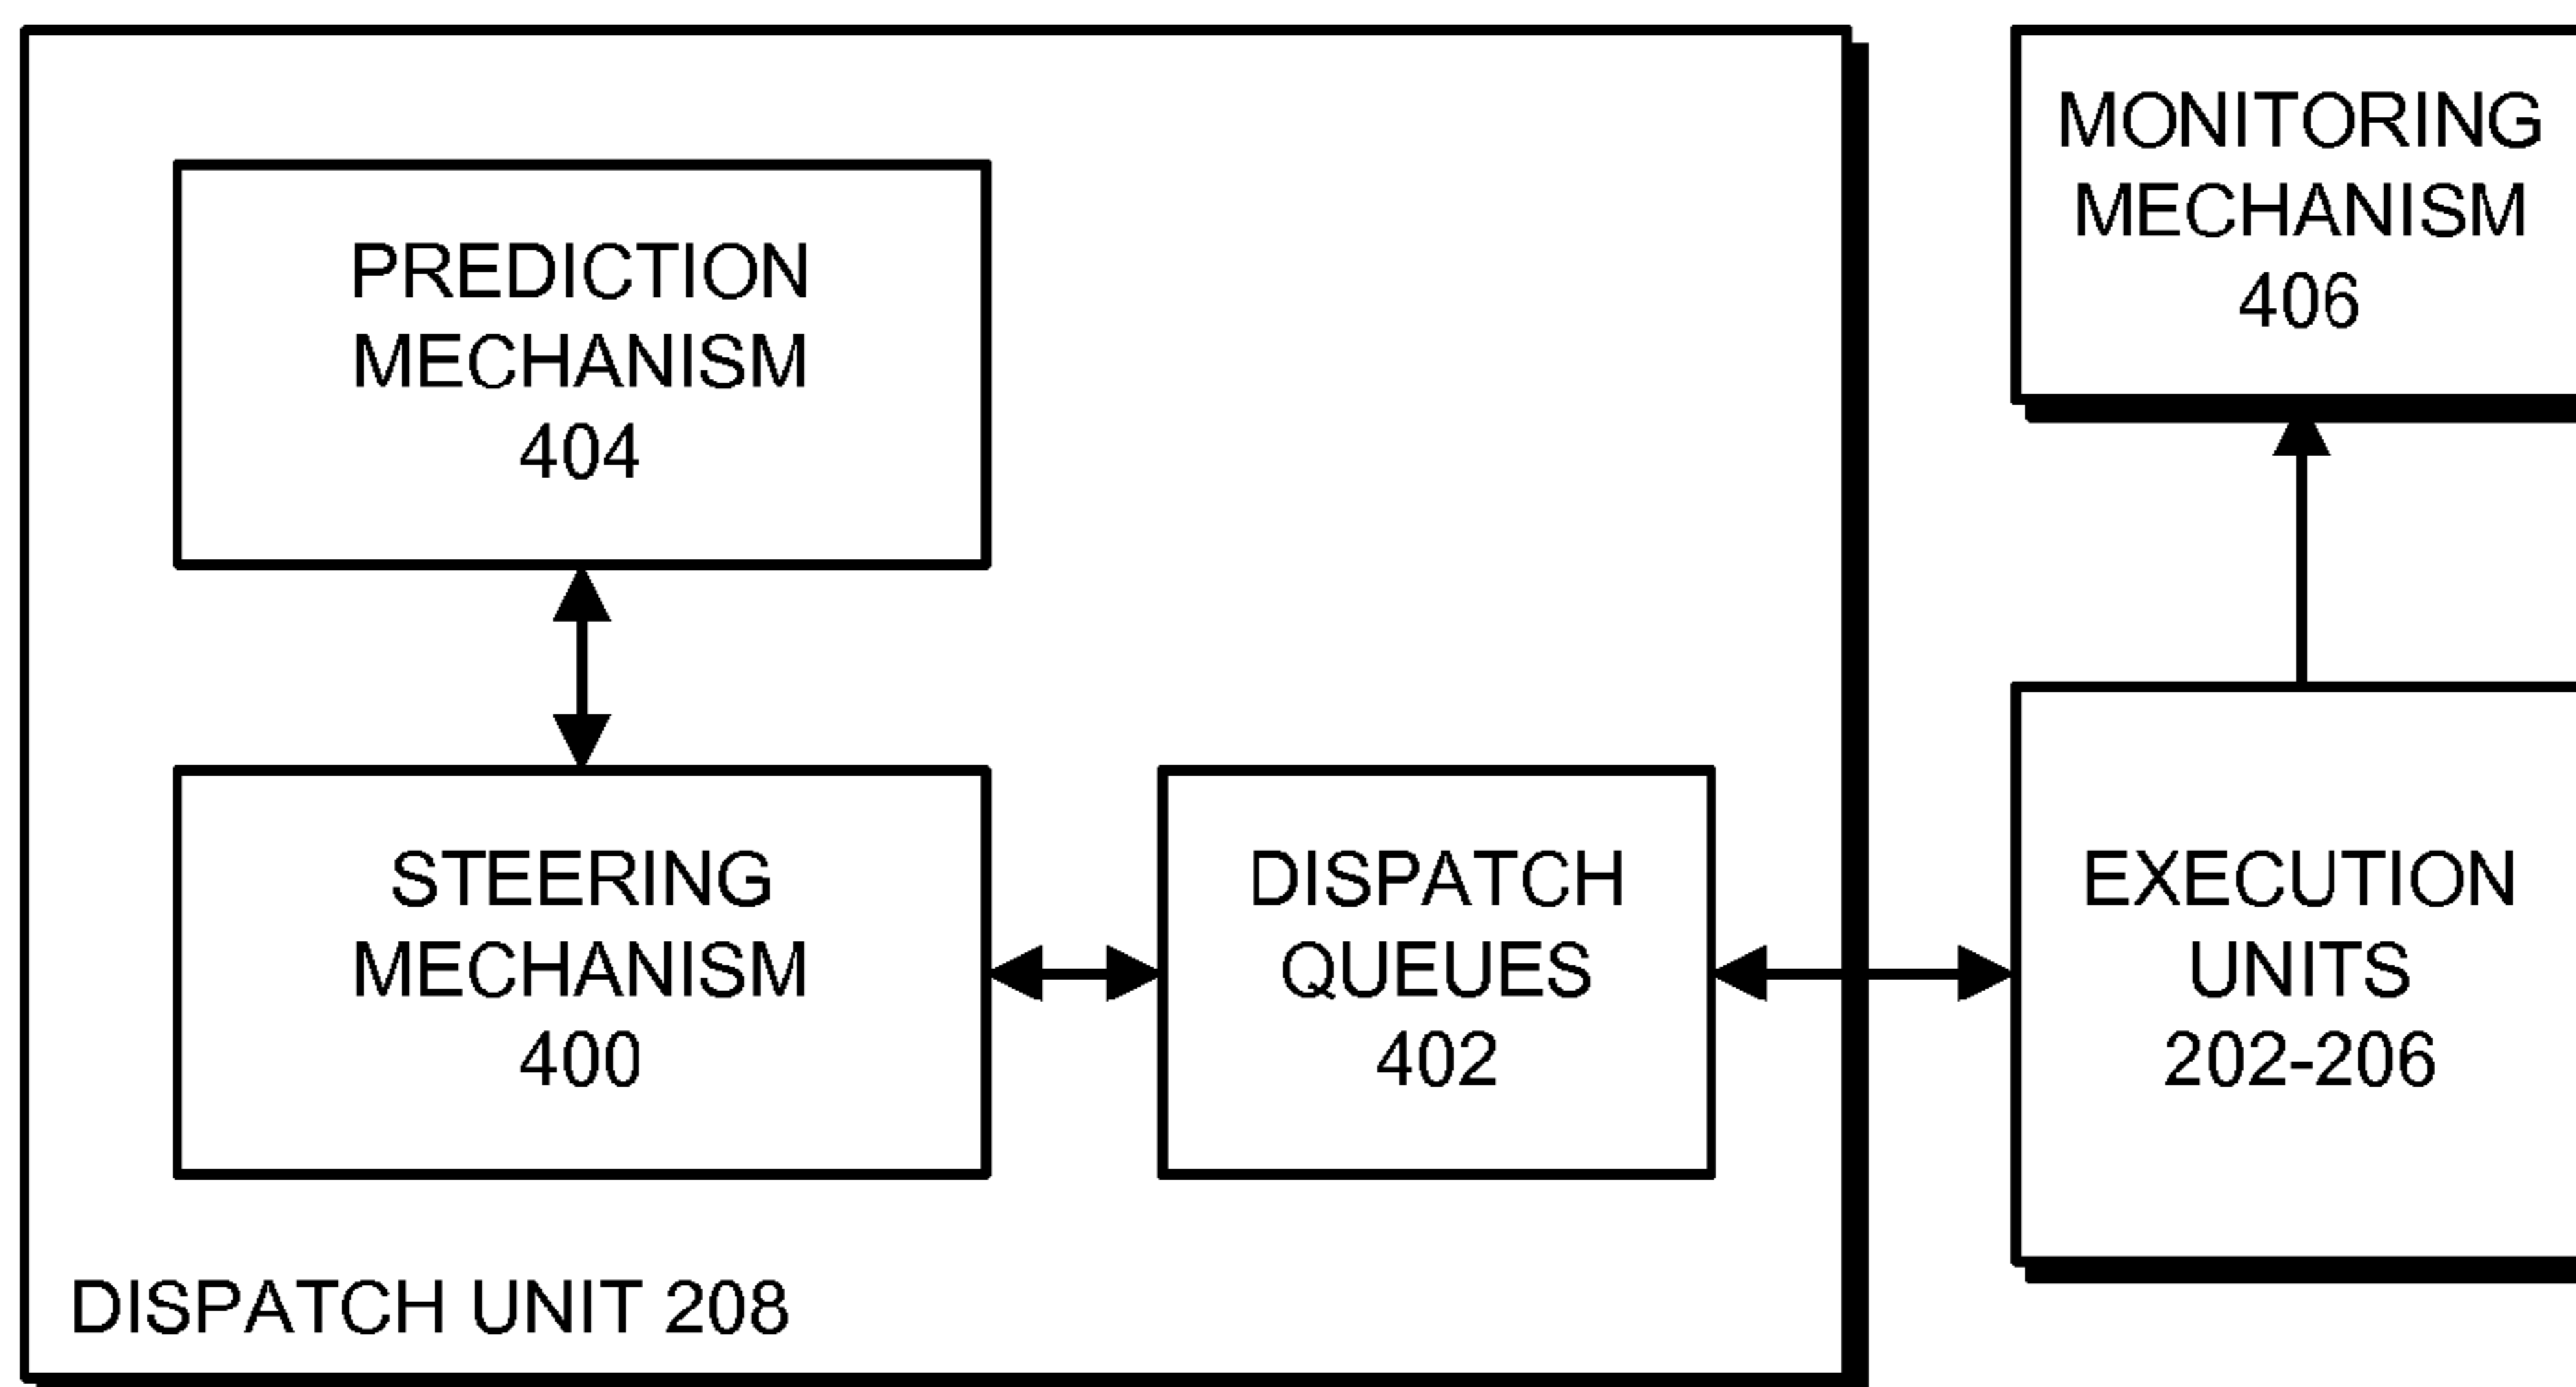 PREDICTION
MECHANISM
404
STEERING
MECHANISM
400
DISPATCH
QUEUES
402
DISPATCH UNIT 208
MONITORING
MECHANISM
406
EXECUTION
UNITS
202-206